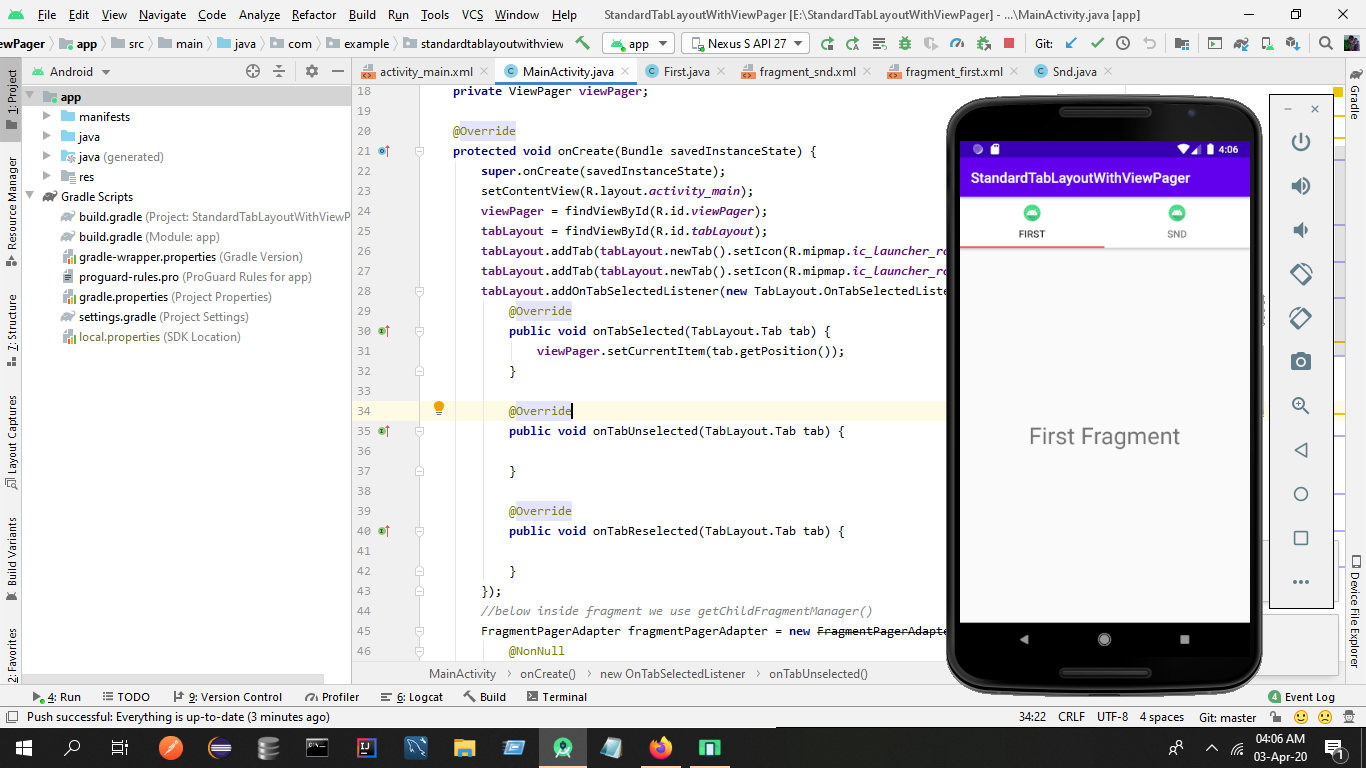 File Edit View Navigate Code Analyze Refactor Build Run Tools VCS Window Help StandardTabLayoutWithViewPager [E:\StandardTabLayoutWithViewPager] - ...\MainActivity.java [app]
ewPager app src main java com example standardtablayoutwithview app Nexus S API 27 Git:
Android
activity_main.xml MainActivity.java First.java fragment_snd.xml fragment_first.xml Snd.java
1: Project
Resource Manager
7: Structure
Layout Captures
Build Variants
2: Favorites
app
manifests
java
java (generated)
res
Gradle Scripts
build.gradle (Project: StandardTabLayoutWithViewP
build.gradle (Module: app)
gradle-wrapper.properties (Gradle Version)
proguard-rules.pro (ProGuard Rules for app)
gradle.properties (Project Properties)
settings.gradle (Project Settings)
local.properties (SDK Location)
18 private ViewPager viewPager;
19
20 @Override
21 protected void onCreate(Bundle savedInstanceState) {
22 super.onCreate(savedInstanceState);
23 setContentView(R.layout.activity_main);
24 viewPager = findViewById(R.id.viewPager);
25 tabLayout = findViewById(R.id.tabLayout);
26 tabLayout.addTab(tabLayout.newTab().setIcon(R.mipmap.ic_launcher_ro
27 tabLayout.addTab(tabLayout.newTab().setIcon(R.mipmap.ic_launcher_ro
28 tabLayout.addOnTabSelectedListener(new TabLayout.OnTabSelectedListe
29 @Override
30 public void onTabSelected(TabLayout.Tab tab) {
31 viewPager.setCurrentItem(tab.getPosition());
32 }
33
34 @Override
35 public void onTabUnselected(TabLayout.Tab tab) {
36
37 }
38
39 @Override
40 public void onTabReselected(TabLayout.Tab tab) {
41
42 }
43 });
44 //below inside fragment we use getChildFragmentManager()
45 FragmentPagerAdapter fragmentPagerAdapter = new FragmentPagerAdapte
46 @NonNull
MainActivity onCreate() new OnTabSelectedListener onTabUnselected()
4:06
StandardTabLayoutWithViewPager
FIRST SND
First Fragment
Gradle
Device File Explorer
4: Run TODO 9: Version Control Profiler 6: Logcat Build Terminal 4 Event Log
Push successful: Everything is up-to-date (3 minutes ago) 34:22 CRLF UTF-8 4 spaces Git: master
04:06 AM
03-Apr-20
1